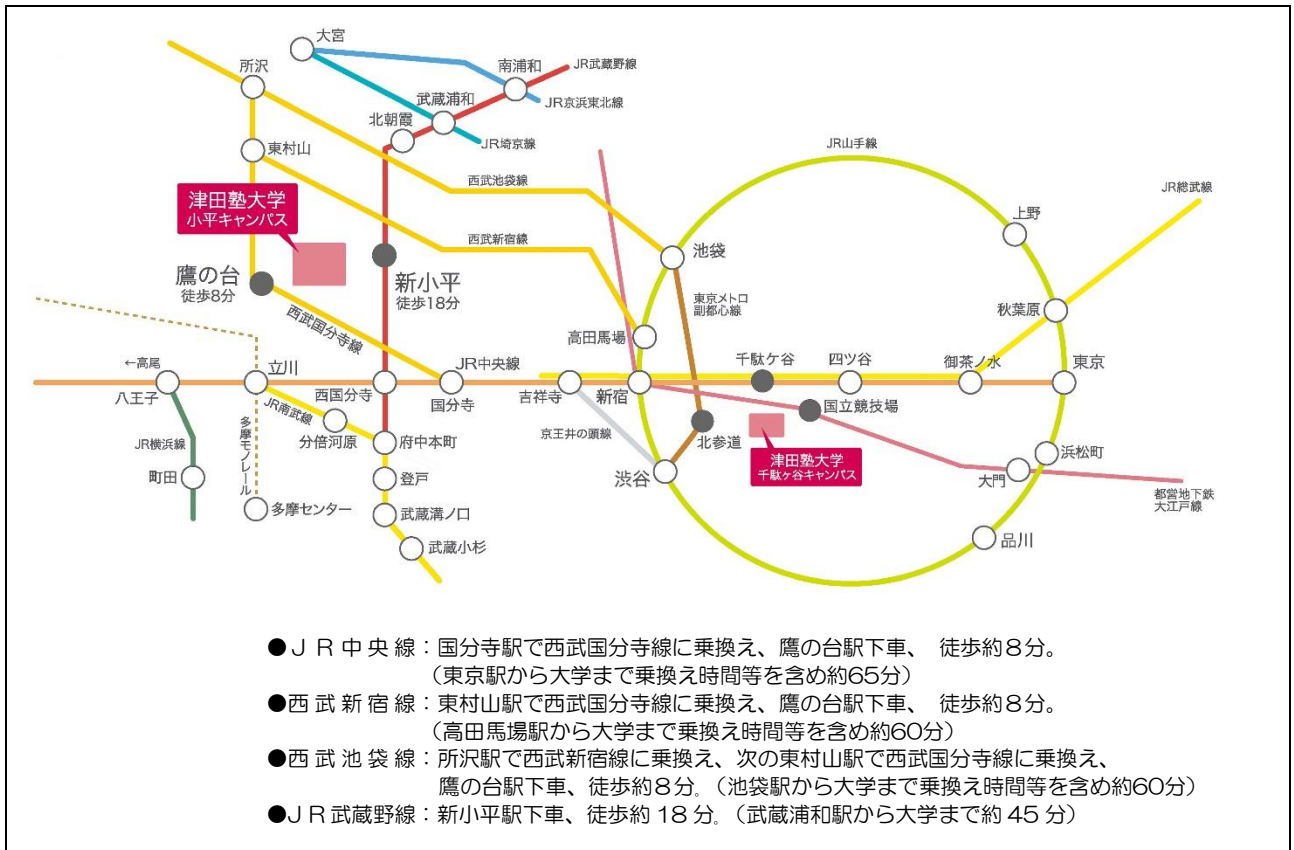 大宮
南浦和
JR武蔵野線
所沢
武蔵浦和
JR京浜東北線
北朝霞
JR埼京線
東村山
JR山手線
西武池袋線
JR総武線
津田塾大学
小平キャンパス
上野
西武新宿線
池袋
鷹の台
徒歩8分
新小平
徒歩18分
東京メトロ
副都心線
秋葉原
西武国分寺線
高田馬場
←高尾
立川
JR中央線
千駄ケ谷
四ツ谷
御茶ノ水
東京
八王子
西国分寺
国分寺
吉祥寺
新宿
国立競技場
JR南武線
分倍河原
府中本町
京王井の頭線
北参道
JR横浜線
多摩モノレール
津田塾大学
千駄ヶ谷キャンパス
浜松町
町田
登戸
渋谷
大門
都営地下鉄
大江戸線
多摩センター
武蔵溝ノ口
武蔵小杉
品川
●JR中央線:国分寺駅で西武国分寺線に乗換え、鷹の台駅下車、 徒歩約8分。
(東京駅から大学まで乗換え時間等を含め約65分)
●西武新宿線:東村山駅で西武国分寺線に乗換え、鷹の台駅下車、 徒歩約8分。
(高田馬場駅から大学まで乗換え時間等を含め約60分)
●西武池袋線:所沢駅で西武新宿線に乗換え、次の東村山駅で西武国分寺線に乗換え、
鷹の台駅下車、徒歩約8分。(池袋駅から大学まで乗換え時間等を含め約60分)
●JR武蔵野線:新小平駅下車、徒歩約 18 分。(武蔵浦和駅から大学まで約 45 分)